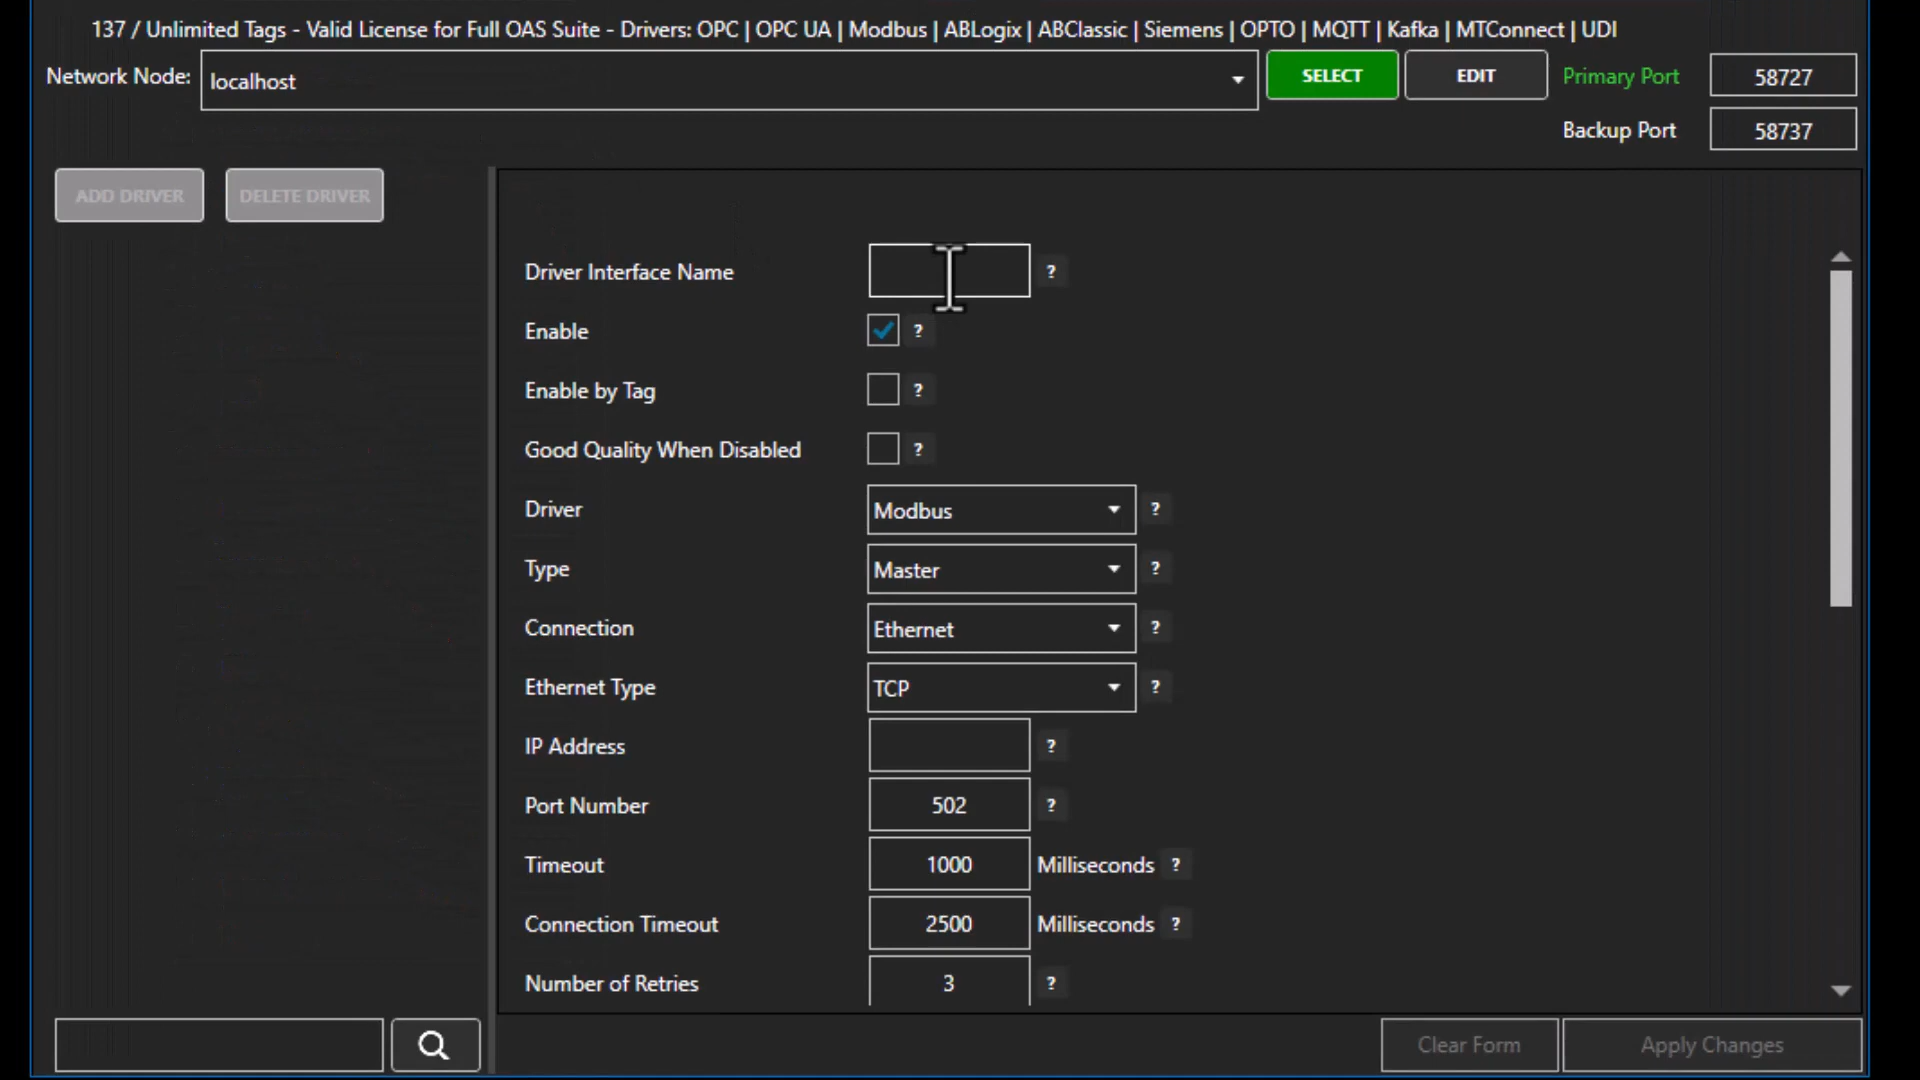 137 / Unlimited Tags - Valid License for Full OAS Suite - Drivers: OPC | OPC UA | Modbus | ABLogix | ABClassic | Siemens | OPTO | MQTT | Kafka | MTConnect | UDI
Network Node: localhost SELECT EDIT Primary Port 58727
Backup Port 58737
ADD DRIVER DELETE DRIVER
Driver Interface Name ?
Enable ?
Enable by Tag ?
Good Quality When Disabled ?
Driver Modbus ?
Type Master ?
Connection Ethernet ?
Ethernet Type TCP ?
IP Address ?
Port Number 502 ?
Timeout 1000 Milliseconds ?
Connection Timeout 2500 Milliseconds ?
Number of Retries 3 ?
Clear Form Apply Changes